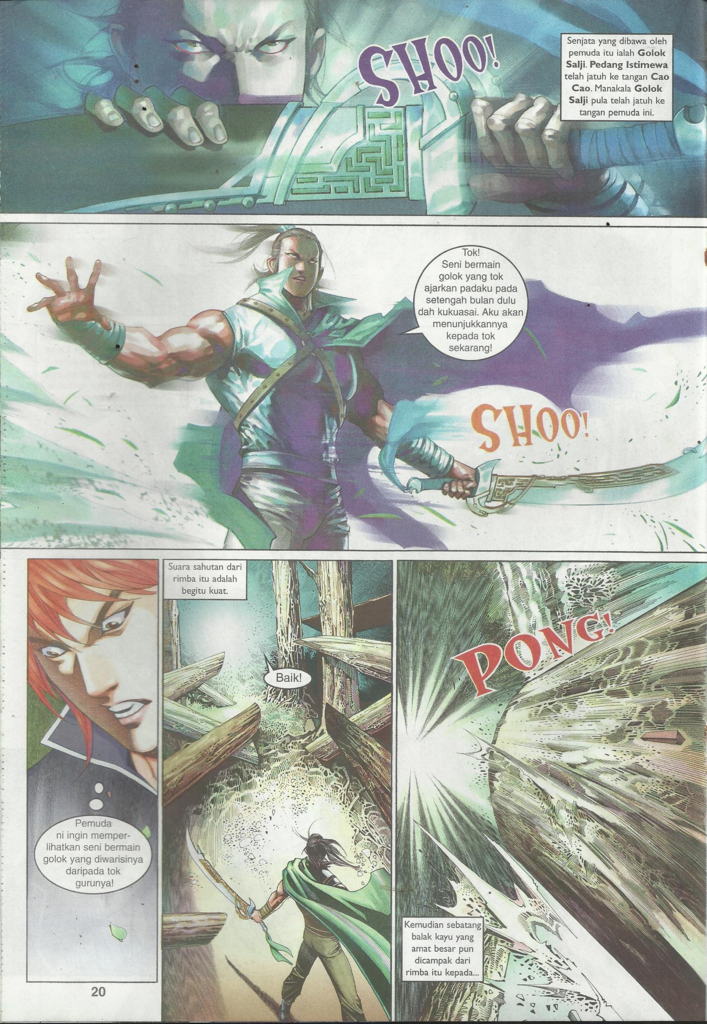 SHOO!
Senjata yang dibawa oleh
pemuda itu ialah Golok
Salji. Pedang Istimewa
telah jatuh ke tangan Cao
Cao. Manakala Golok
Salji pula telah jatuh ke
tangan pemuda ini.
Tok!
Seni bermain
golok yang tok
ajarkan padaku pada
setengah bulan dulu
dah kukuasai. Aku akan
menunjukkannya
kepada tok
sekarang!
SHOO!
Pemuda
ni ingin memper-
lihatkan seni bermain
golok yang diwarisinya
daripada tok
gurunya!
Suara sahutan dari
rimba itu adalah
begitu kuat.
Baik!
PONG!
Kemudian sebatang
balak kayu yang
amat besar pun
dicampak dari
rimba itu kepada...
20